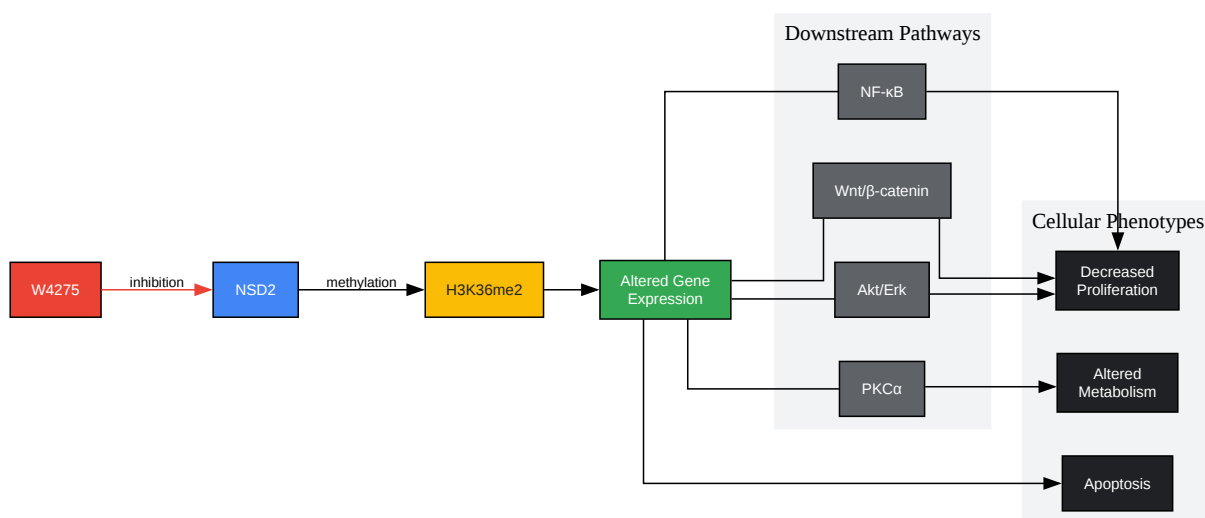 Downstream Pathways
NF-κB
Wnt/β-catenin
Cellular Phenotypes
W4275
inhibition
NSD2
methylation
H3K36me2
Altered Gene
Expression
Akt/Erk
Decreased
Proliferation
PKCα
Altered
Metabolism
Apoptosis